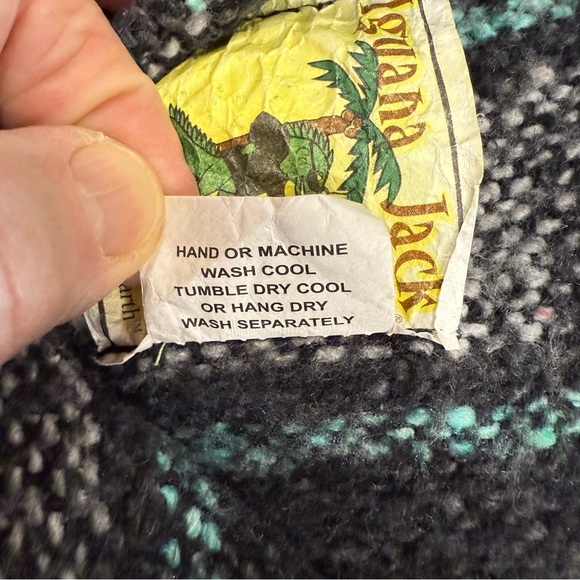 Iguana
Jack
®
HAND OR MACHINE
WASH COOL
TUMBLE DRY COOL
OR HANG DRY
WASH SEPARATELY